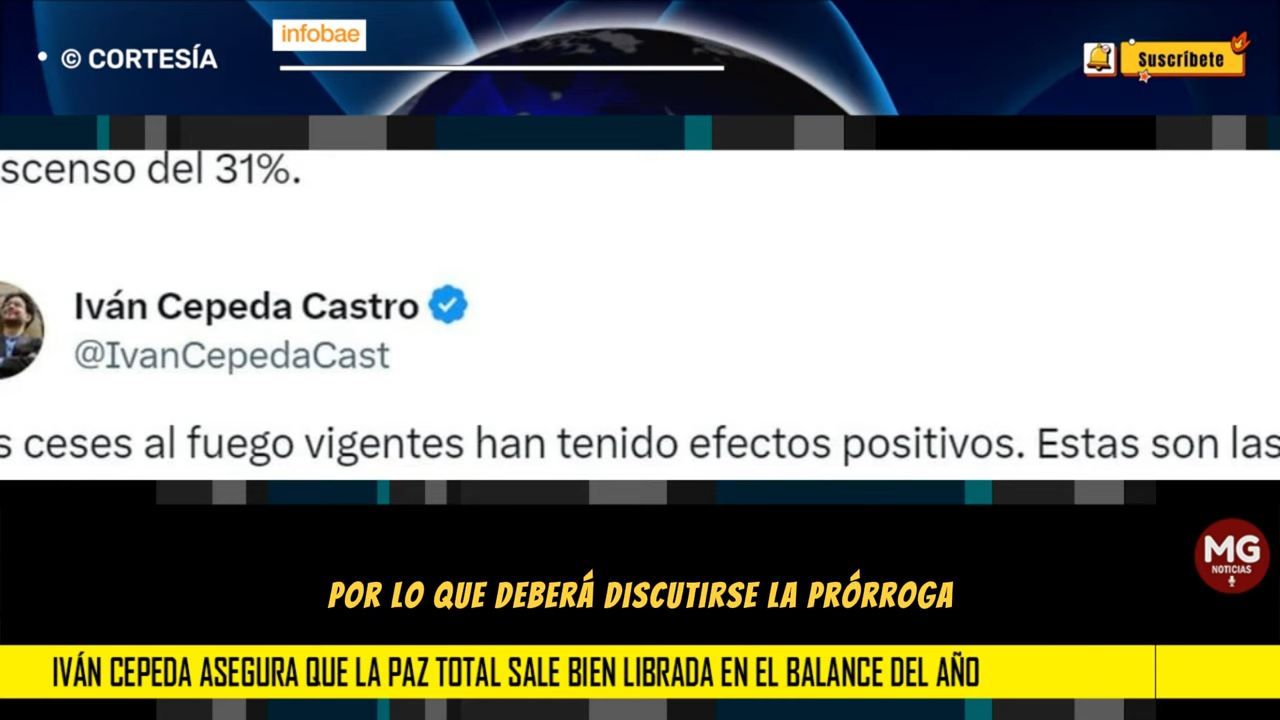 © CORTESÍA
infobae
Suscríbete
scenso del 31%.
Iván Cepeda Castro
@IvanCepedaCast
s ceses al fuego vigentes han tenido efectos positivos. Estas son las
MG
NOTICIAS
POR LO QUE DEBERÁ DISCUTIRSE LA PRÓRROGA
IVÁN CEPEDA ASEGURA QUE LA PAZ TOTAL SALE BIEN LIBRADA EN EL BALANCE DEL AÑO